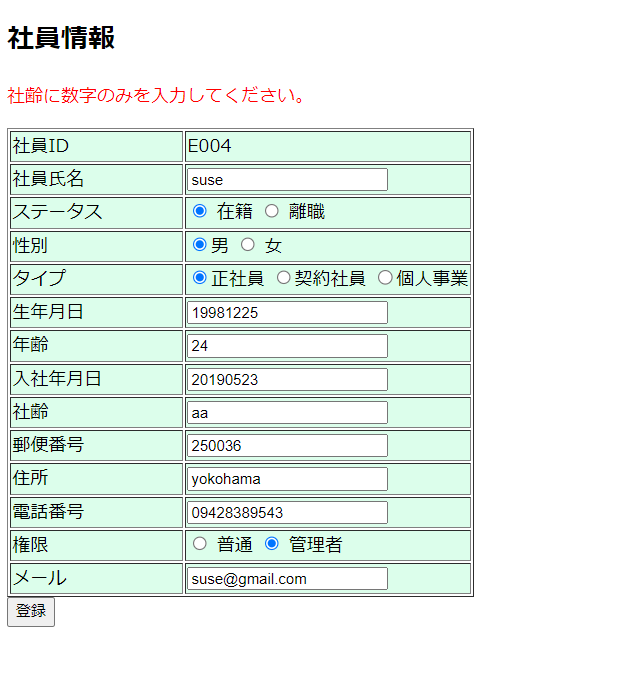 社員情報
社齢に数字のみを入力してください。
社員ID E004
社員氏名 suse
ステータス 在籍 離職
性別 男 女
タイプ 正社員 契約社員 個人事業
生年月日 19981225
年齢 24
入社年月日 20190523
社齢 aa
郵便番号 250036
住所 yokohama
電話番号 09428389543
権限 普通 管理者
メール suse@gmail.com
登録